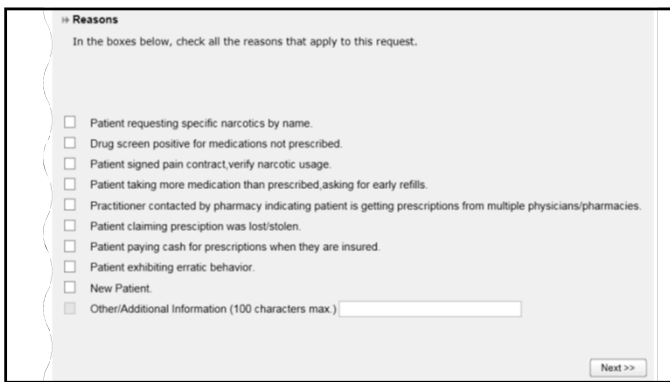 Reasons
In the boxes below, check all the reasons that apply to this request.
Patient requesting specific narcotics by name.
Drug screen positive for medications not prescribed.
Patient signed pain contract,verify narcotic usage.
Patient taking more medication than prescribed,asking for early refills.
Practitioner contacted by pharmacy indicating patient is getting prescriptions from multiple physicians/pharmacies.
Patient claiming presciption was lost/stolen.
Patient paying cash for prescriptions when they are insured.
Patient exhibiting erratic behavior.
New Patient.
Other/Additional Information (100 characters max.)
Next >>